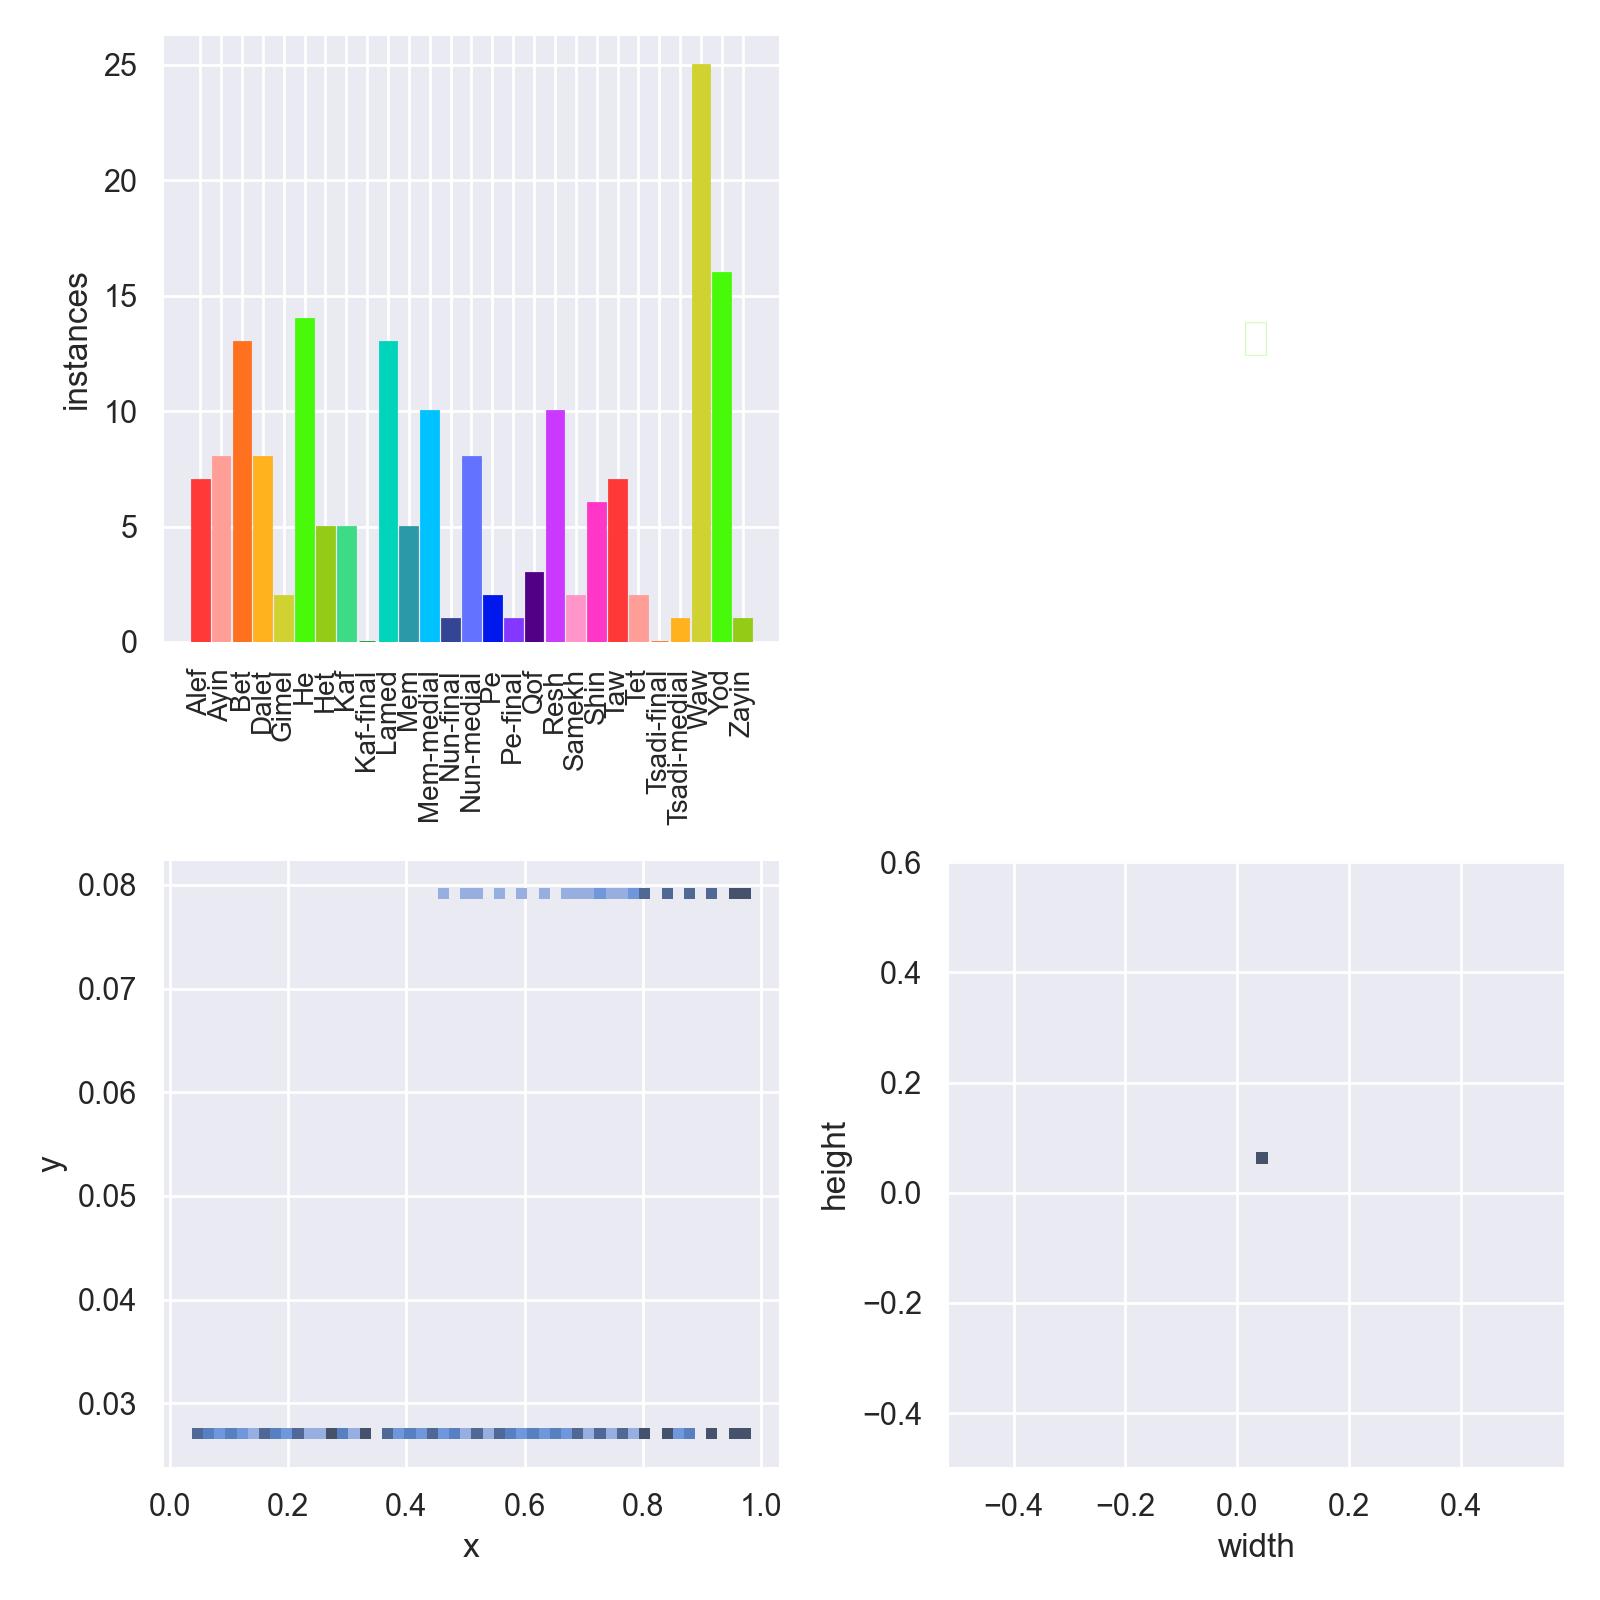 25
20
15
10
5
0
instances
Alef
Ayin
Bet
Dalet
Gimel
He
Het
Kaf
Kaf-final
Lamed
Mem
Mem-medial
Nun-final
Nun-medial
Pe
Pe-final
Qof
Resh
Samekh
Shin
Taw
Tet
Tsadi-final
Tsadi-medial
Waw
Yod
Zayin
0.08
0.07
0.06
0.05
0.04
0.03
y
0.0 0.2 0.4 0.6 0.8 1.0
x
0.6
0.4
0.2
0.0
−0.2
−0.4
height
−0.4 −0.2 0.0 0.2 0.4
width